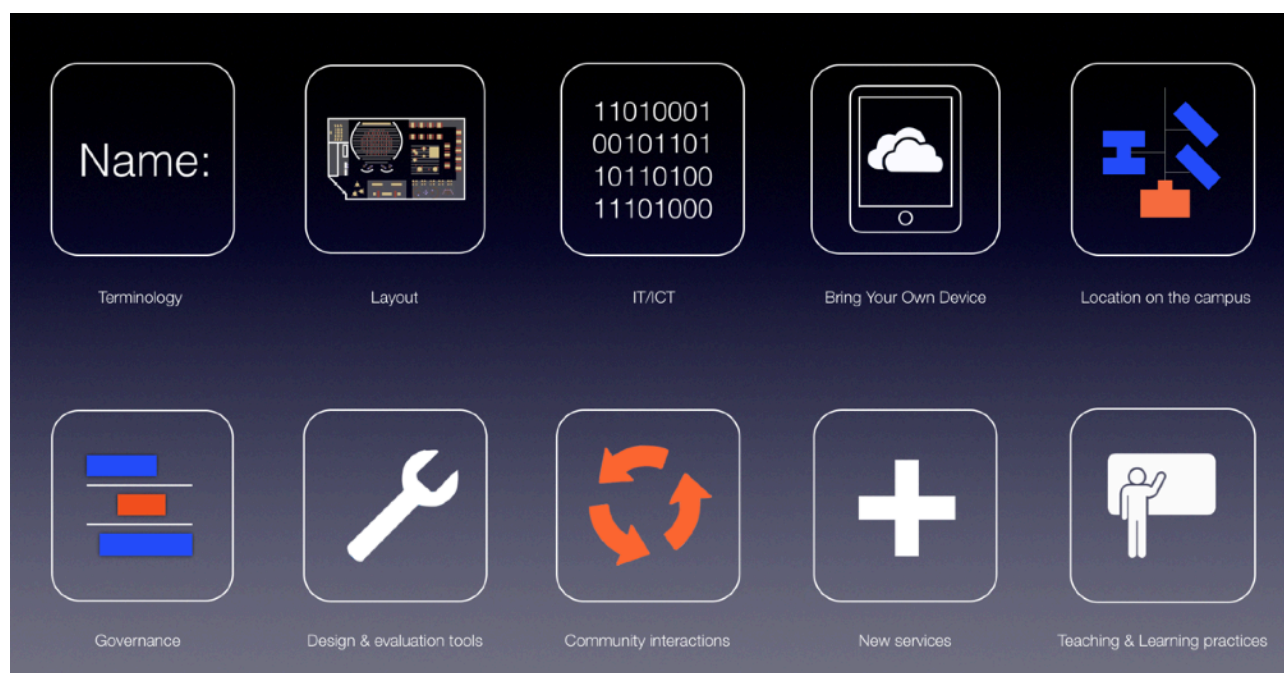 Name:
11010001
00101101
10110100
11101000
Terminology
Layout
IT/ICT
Bring Your Own Device
Location on the campus
Governance
Design & evaluation tools
Community interactions
New services
Teaching & Learning practices